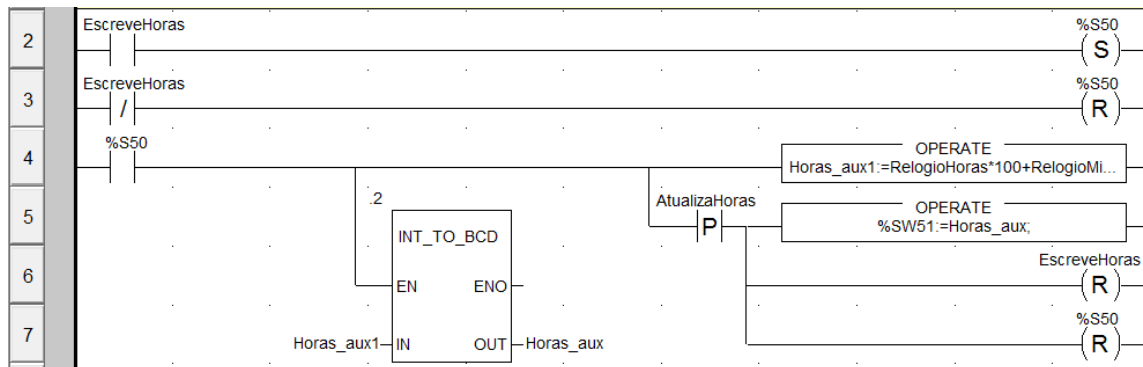 EscreveHoras
%S50
2
S
EscreveHoras
%S50
3
/
R
%S50
4
OPERATE
Horas_aux1:=RelogioHoras*100+RelogioMi...
.2
AtualizaHoras
5
INT_TO_BCD
P
OPERATE
%SW51:=Horas_aux;
EscreveHoras
6
EN ENO
R
%S50
7
Horas_aux1 IN OUT Horas_aux
R